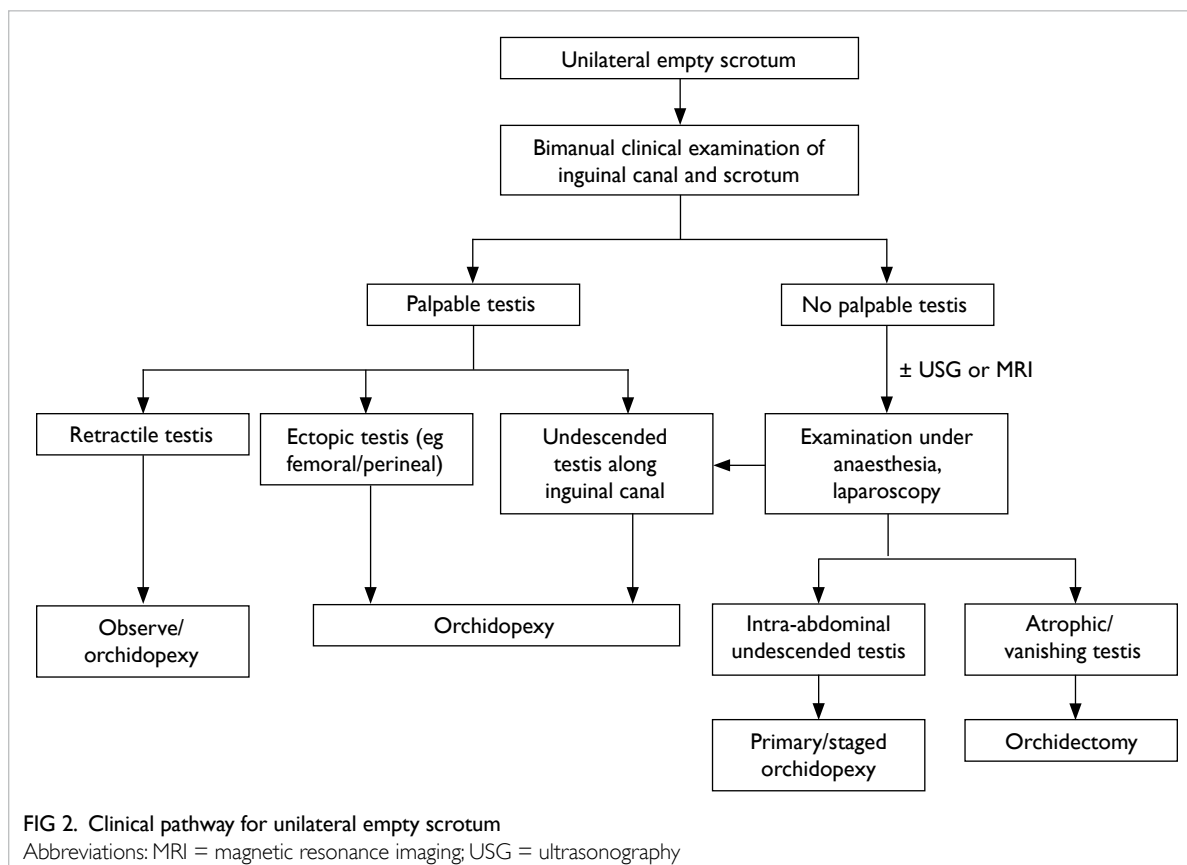 Unilateral empty scrotum
Bimanual clinical examination of
inguinal canal and scrotum
Palpable testis
No palpable testis
± USG or MRI
Retractile testis
Ectopic testis (eg
femoral/perineal)
Undescended
testis along
inguinal canal
Examination under
anaesthesia,
laparoscopy
Observe/
orchidopexy
Orchidopexy
Intra-abdominal
undescended testis
Atrophic/
vanishing testis
Primary/staged
orchidopexy
Orchidectomy
FIG 2. Clinical pathway for unilateral empty scrotum
Abbreviations: MRI = magnetic resonance imaging; USG = ultrasonography